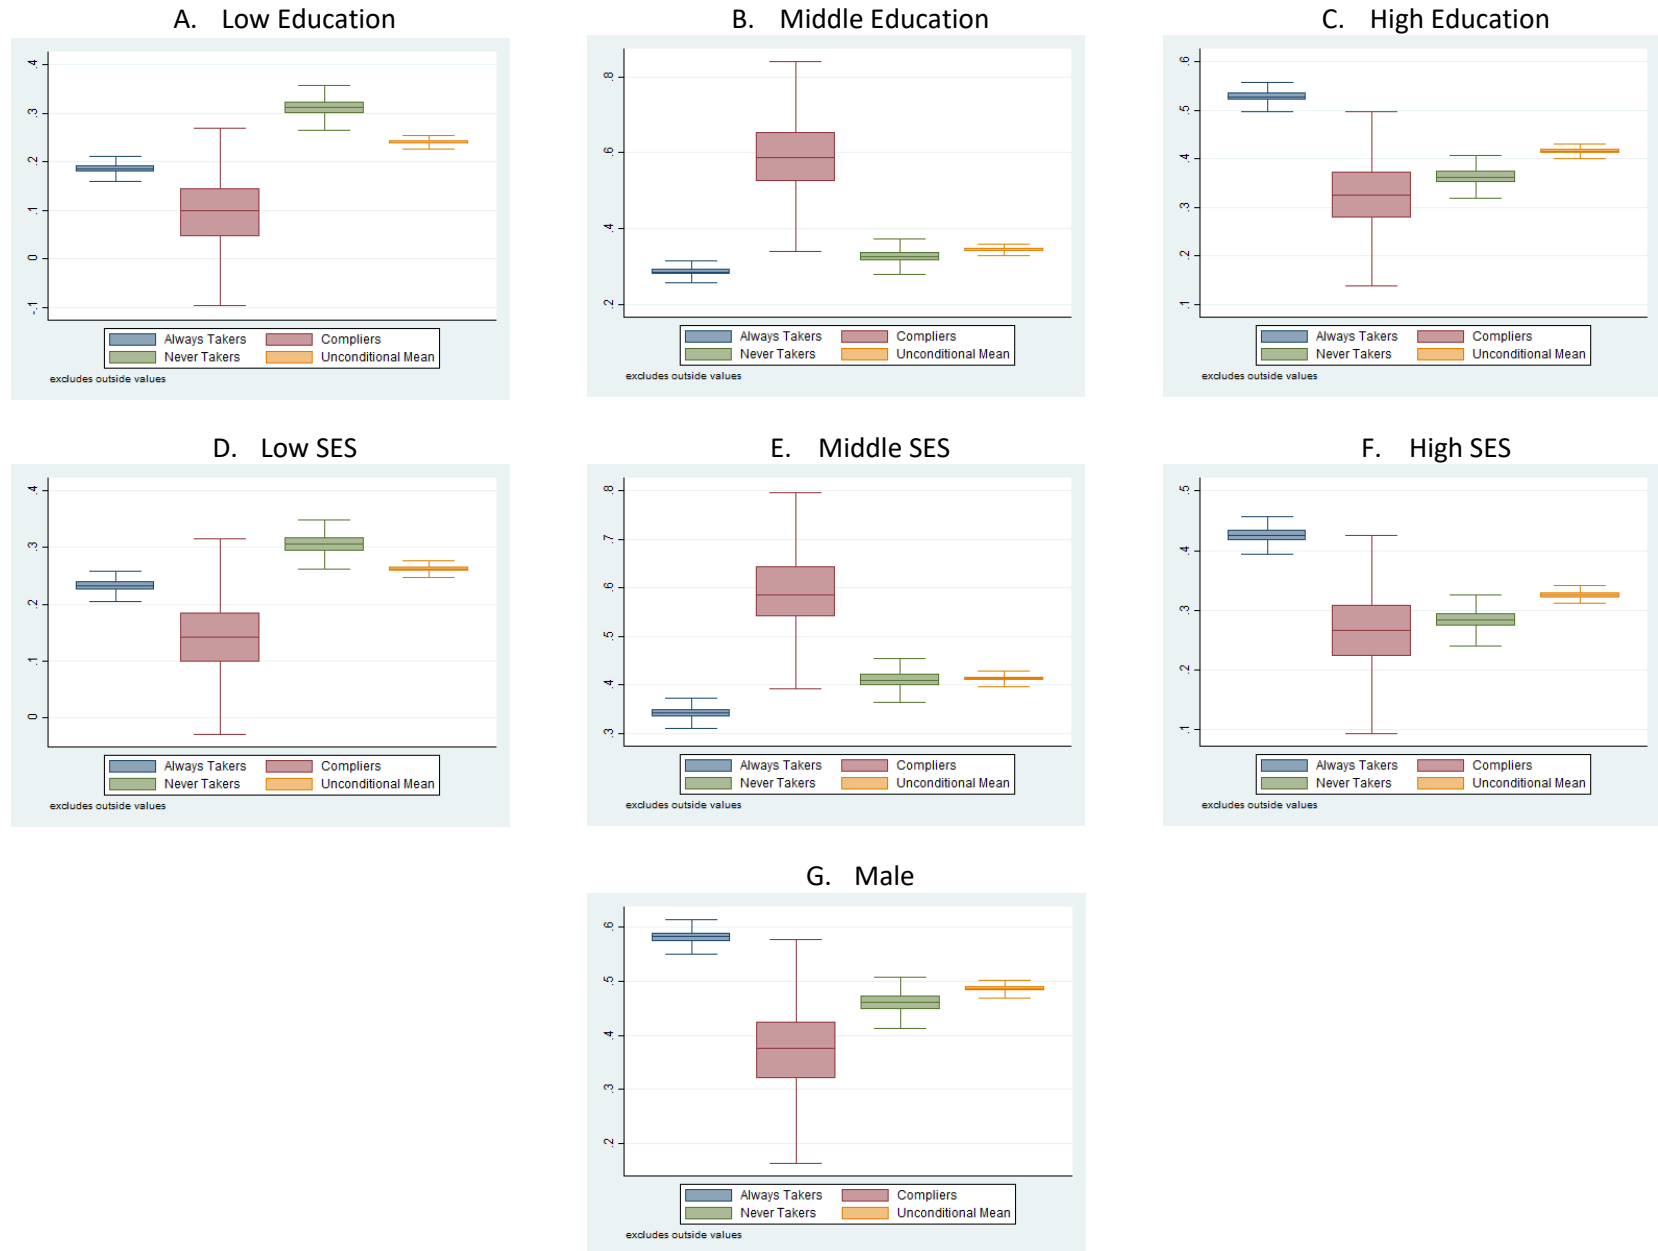 A. Low Education
.4
.3
.2
.1
0
-.1
Always Takers Compliers
Never Takers Unconditional Mean
excludes outside values
B. Middle Education
.8
.6
.4
.2
Always Takers Compliers
Never Takers Unconditional Mean
excludes outside values
C. High Education
.6
.5
.4
.3
.2
.1
Always Takers Compliers
Never Takers Unconditional Mean
excludes outside values
D. Low SES
.4
.3
.2
.1
0
Always Takers Compliers
Never Takers Unconditional Mean
excludes outside values
E. Middle SES
.8
.7
.6
.5
.4
.3
Always Takers Compliers
Never Takers Unconditional Mean
excludes outside values
F. High SES
.5
.4
.3
.2
.1
Always Takers Compliers
Never Takers Unconditional Mean
excludes outside values
G. Male
.6
.5
.4
.3
.2
Always Takers Compliers
Never Takers Unconditional Mean
excludes outside values